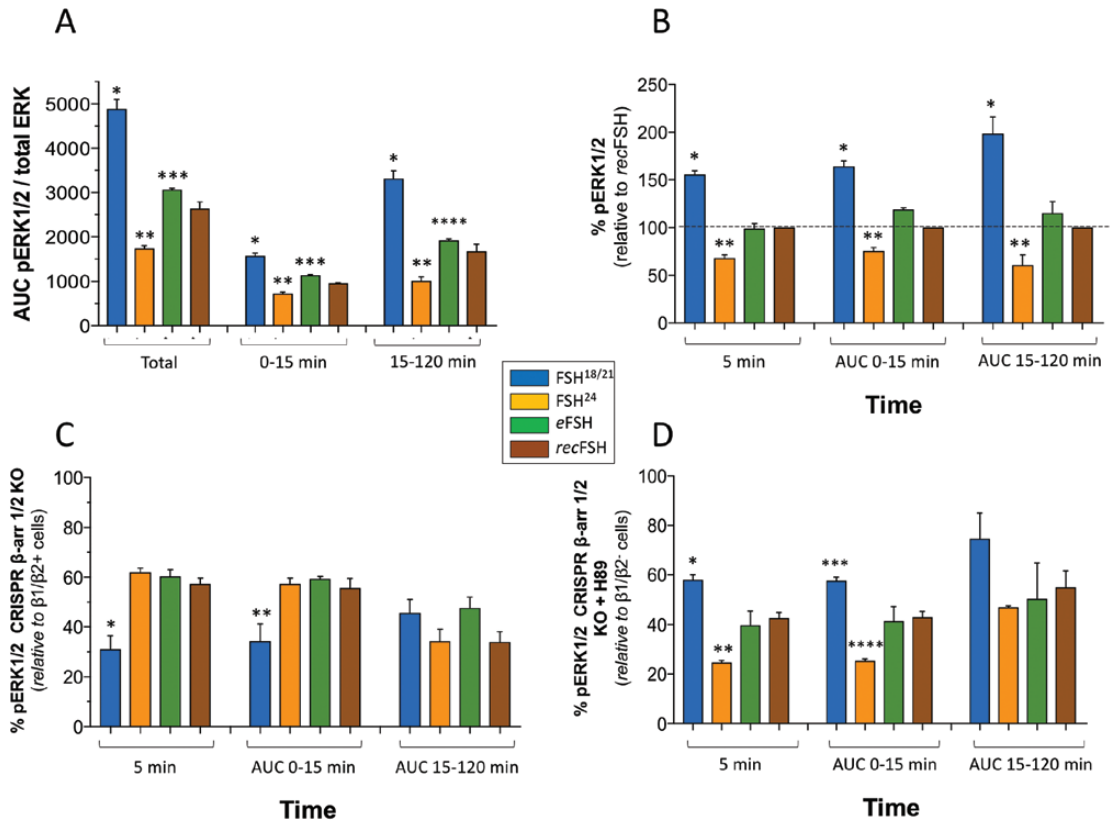 A
AUC pERK1/2 / total ERK
5000
4000
3000
2000
1000
0
*
**
***
*
**
***
*
**
****
Total
0-15 min
15-120 min
B
% pERK1/2
(relative to recFSH)
250
200
150
100
50
0
*
**
*
**
*
**
5 min
AUC 0-15 min
AUC 15-120 min
Time
FSH18/21
FSH24
eFSH
recFSH
C
% pERK1/2 CRISPR β-arr 1/2 KO
(relative to β1/β2+ cells)
100
80
60
40
20
0
*
**
5 min
AUC 0-15 min
AUC 15-120 min
Time
D
% pERK1/2 CRISPR β-arr 1/2
KO + H89
(relative to β1/β2- cells)
100
80
60
40
20
0
*
**
***
****
5 min
AUC 0-15 min
AUC 15-120 min
Time